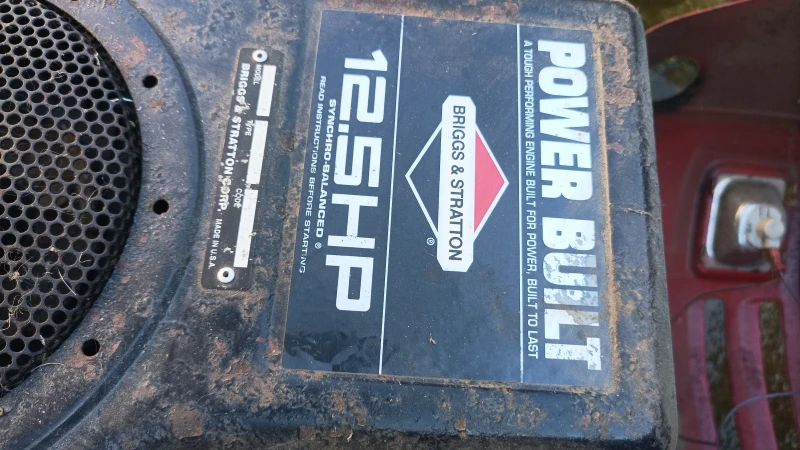 POWER BUILT
A TOUGH PERFORMING ENGINE BUILT FOR POWER, BUILT TO LAST
BRIGGS & STRATTON
®
12.5HP
SYNCHRO-BALANCED ®
READ INSTRUCTIONS BEFORE STARTING
MODEL TYPE CODE
BRIGGS & STRATTON CORP.
MADE IN U.S.A.